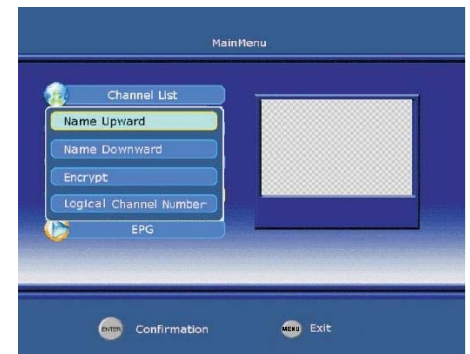 MainMenu
Channel List
Name Upward
Name Downward
Encrypt
Logical Channel Number
EPG
ENTER Confirmation MENU Exit